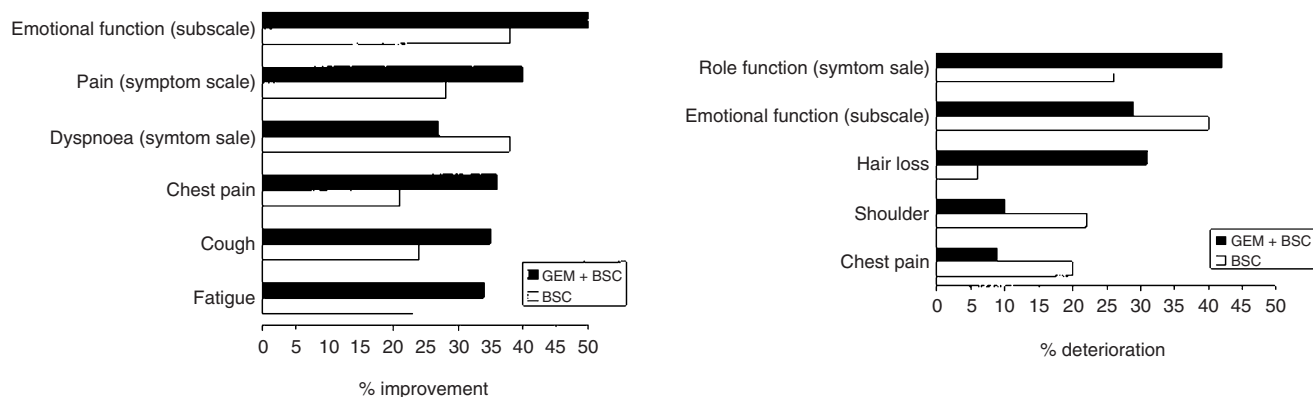 Emotional function (subscale)
Pain (symptom scale)
Dyspnoea (symtom sale)
Chest pain
Cough
Fatigue
GEM + BSC
BSC
0 5 10 15 20 25 30 35 40 45 50
% improvement
Role function (symtom sale)
Emotional function (subscale)
Hair loss
Shoulder
Chest pain
GEM + BSC
BSC
0 5 10 15 20 25 30 35 40 45 50
% deterioration